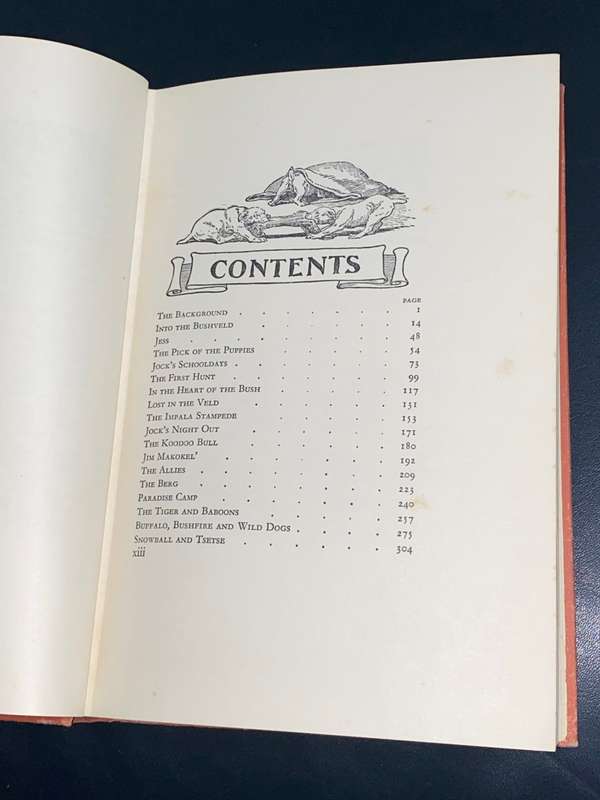 CONTENTS
PAGE
The Background . . . . . . 1
Into the Bushveld . . . . . . 14
Jess . . . . . . . 48
The Pick of the Puppies . . . . . 54
Jock's Schooldays . . . . . . 73
The First Hunt . . . . . . 99
In the Heart of the Bush . . . . . 117
Lost in the Veld . . . . . 131
The Impala Stampede . . . . . 153
Jock's Night Out . . . . . 171
The Koodoo Bull . . . . . 180
Jim Makokel' . . . . . . 192
The Allies . . . . . . 209
The Berg . . . . . . 223
Paradise Camp . . . . . . 240
The Tiger and Baboons . . . . . 257
Buffalo, Bushfire and Wild Dogs . . . . 275
Snowball and Tsetse . . . . . 304
xiii